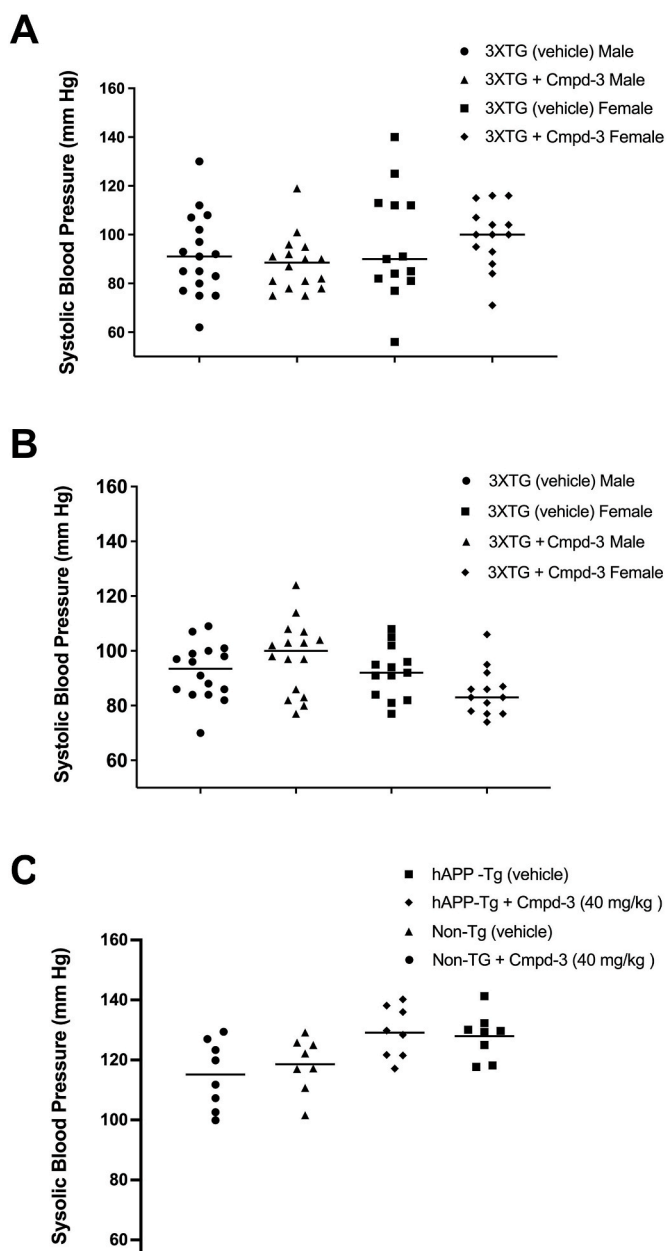 A
3XTG (vehicle) Male
3XTG + Cmpd-3 Male
3XTG (vehicle) Female
3XTG + Cmpd-3 Female
Systolic Blood Pressure (mm Hg)
160
140
120
100
80
60
B
3XTG (vehicle) Male
3XTG (vehicle) Female
3XTG + Cmpd-3 Male
3XTG + Cmpd-3 Female
Systolic Blood Pressure (mm Hg)
160
140
120
100
80
60
C
hAPP -Tg (vehicle)
hAPP-Tg + Cmpd-3 (40 mg/kg )
Non-Tg (vehicle)
Non-TG + Cmpd-3 (40 mg/kg )
Sysolic Blood Pressure (mm Hg)
160
140
120
100
80
60